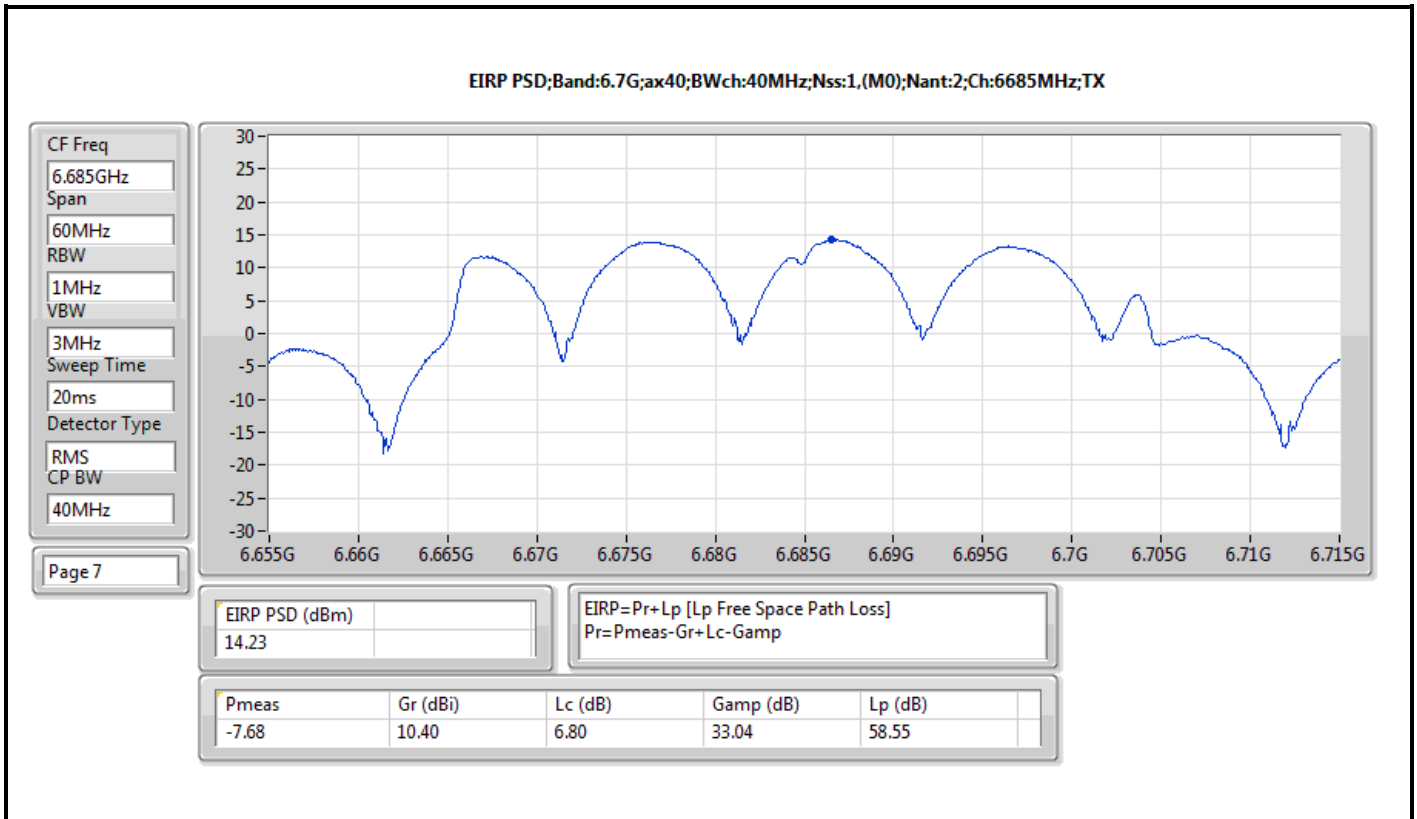 EIRP PSD;Band:6.7G;ax40;BWch:40MHz;Nss:1,(M0);Nant:2;Ch:6685MHz;TX
CF Freq
6.685GHz
Span
60MHz
RBW
1MHz
VBW
3MHz
Sweep Time
20ms
Detector Type
RMS
CP BW
40MHz
Page 7
30
25
20
15
10
5
0
-5
-10
-15
-20
-25
-30
6.655G 6.66G 6.665G 6.67G 6.675G 6.68G 6.685G 6.69G 6.695G 6.7G 6.705G 6.71G 6.715G
EIRP PSD (dBm)
14.23
EIRP=Pr+Lp [Lp Free Space Path Loss]
Pr=Pmeas-Gr+Lc-Gamp
Pmeas Gr (dBi) Lc (dB) Gamp (dB) Lp (dB)
-7.68 10.40 6.80 33.04 58.55